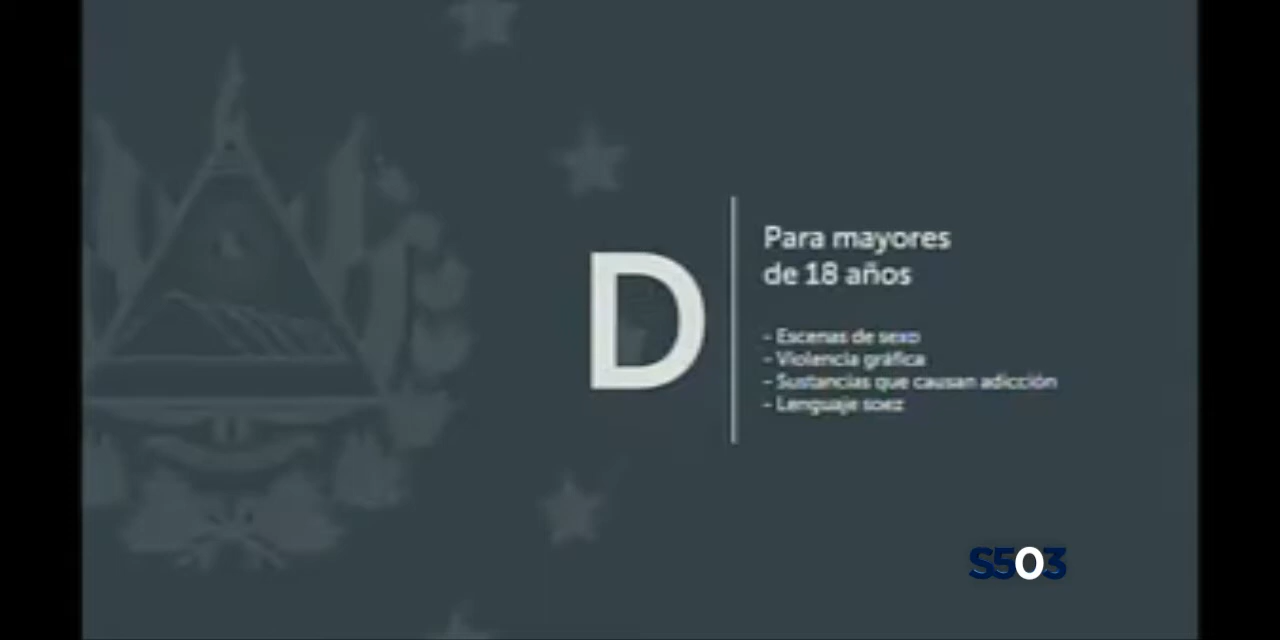 D
Para mayores
de 18 años
- Escenas de sexo
- Violencia gráfica
- Sustancias que causan adicción
- Lenguaje soez
S503